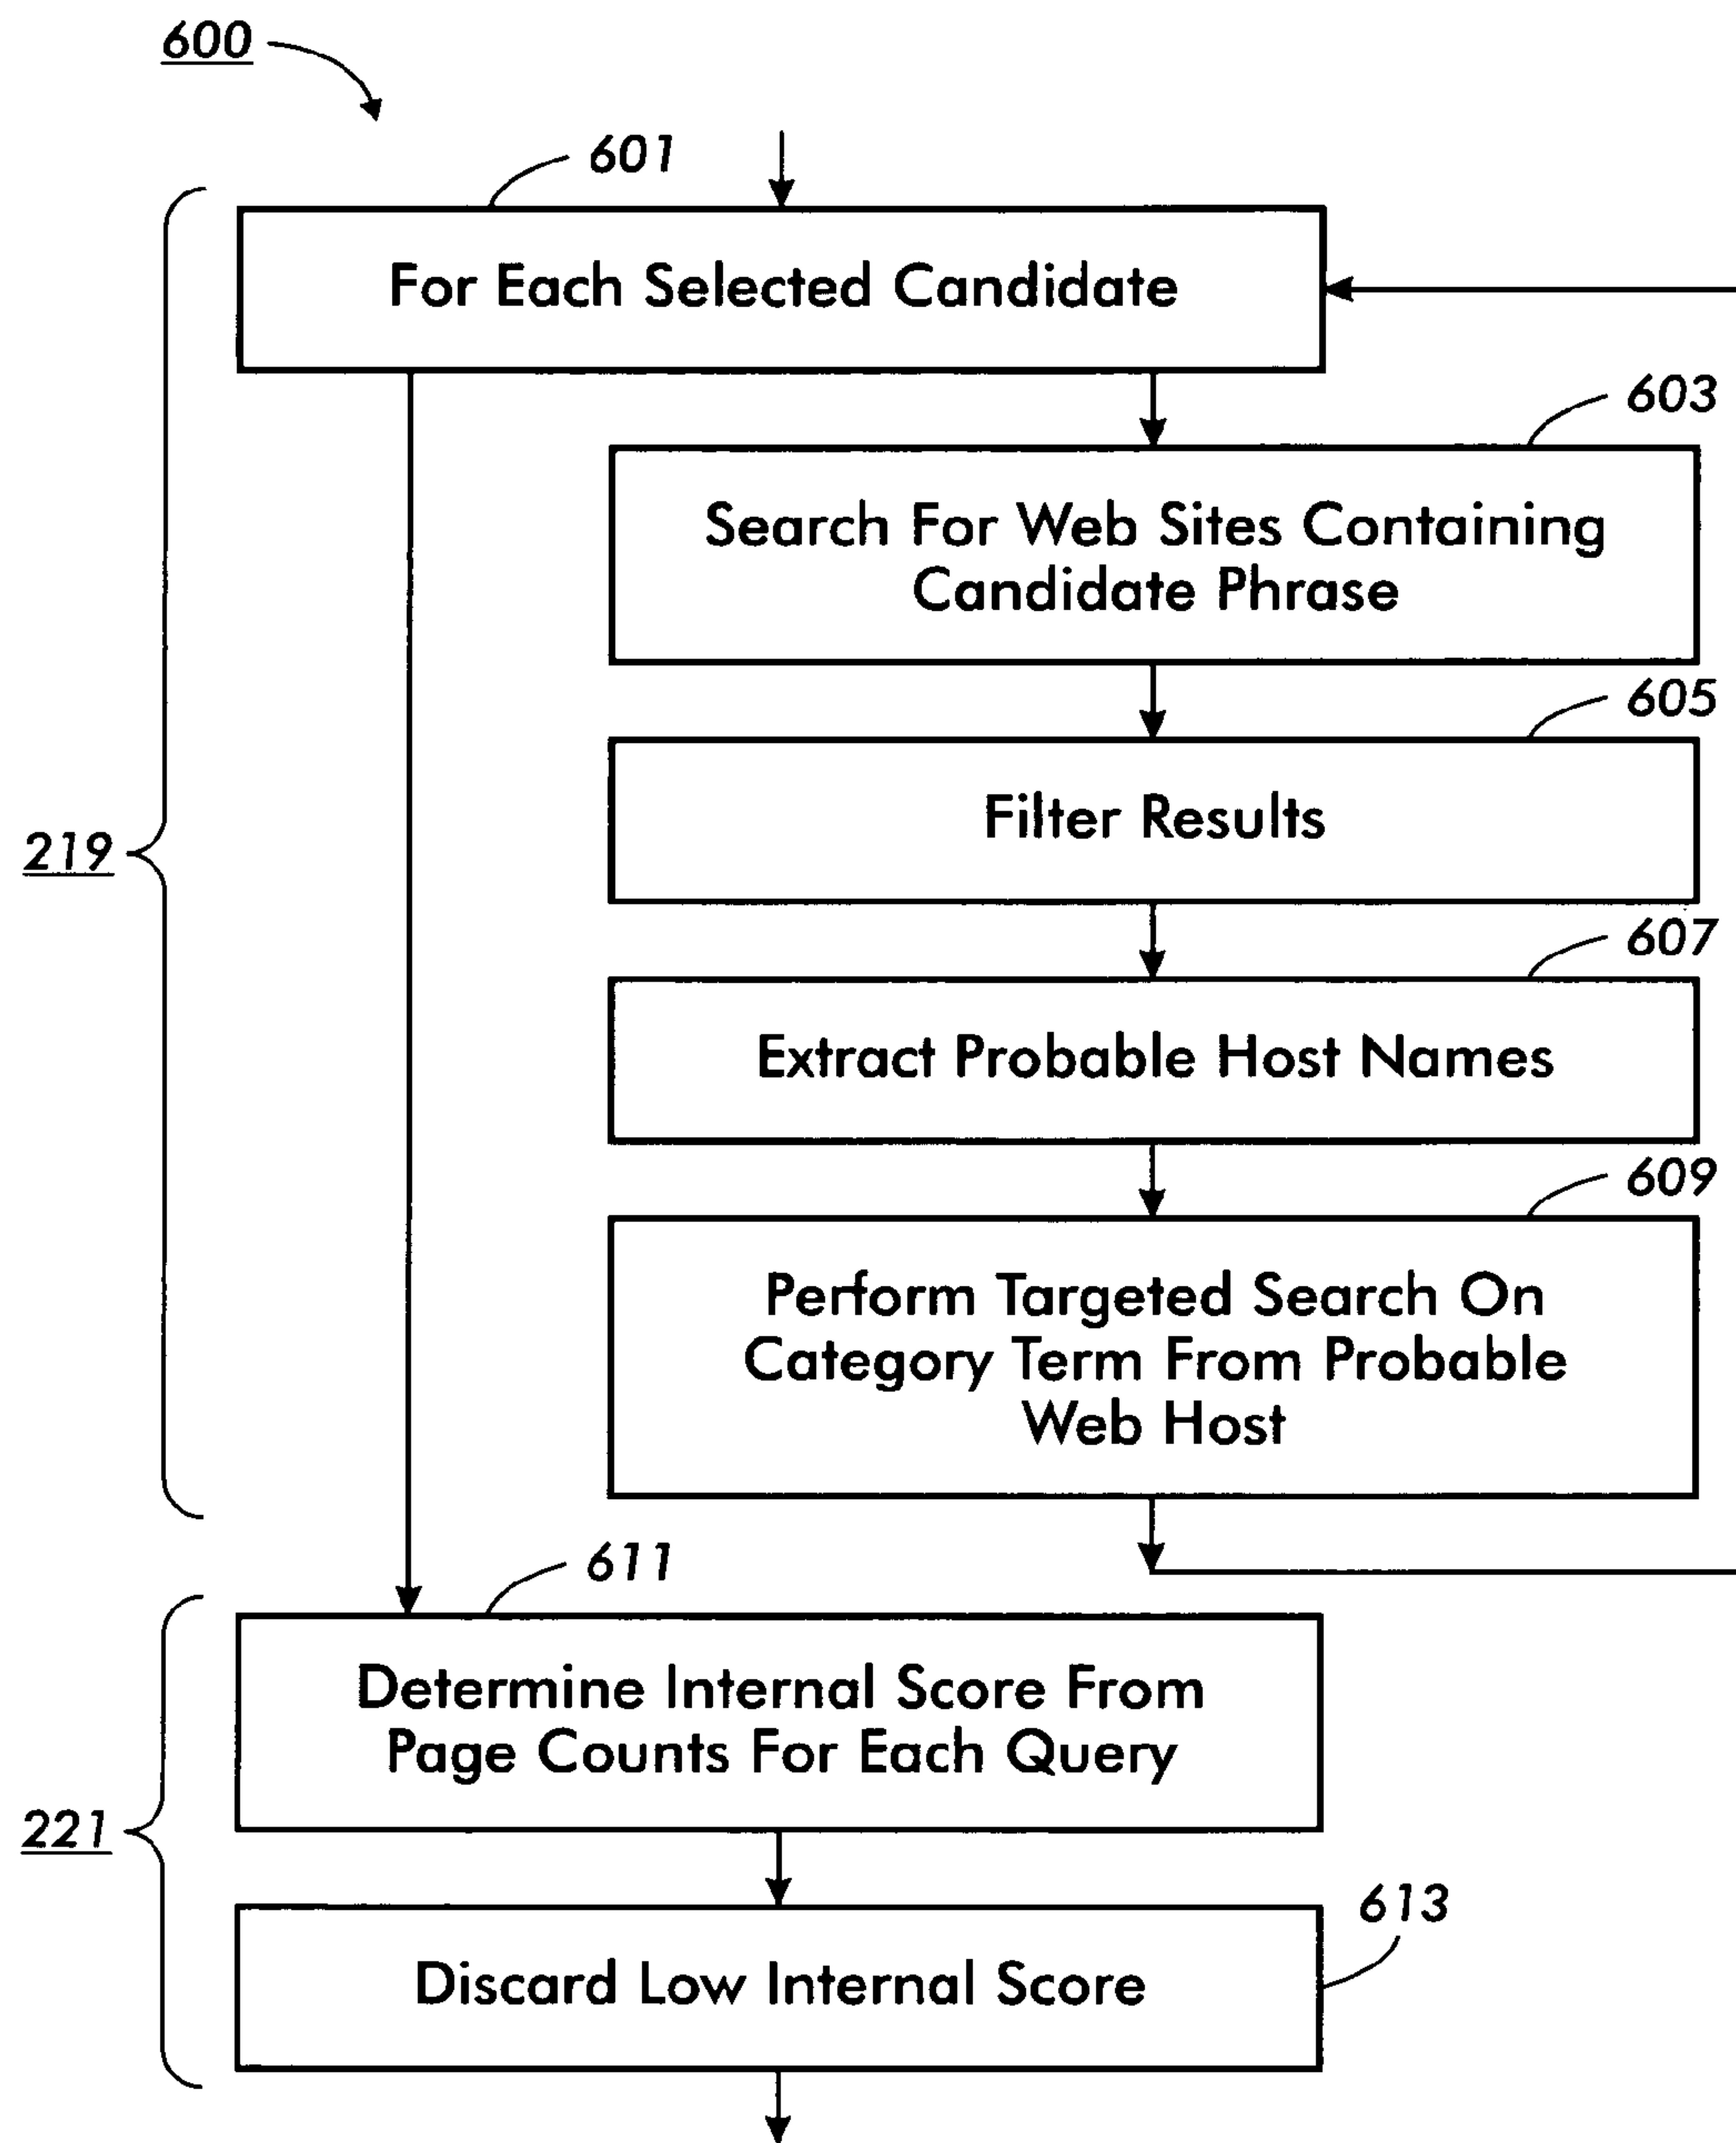 600
601
For Each Selected Candidate
603
Search For Web Sites Containing
Candidate Phrase
605
Filter Results
219
607
Extract Probable Host Names
609
Perform Targeted Search On
Category Term From Probable
Web Host
611
Determine Internal Score From
Page Counts For Each Query
221
613
Discard Low Internal Score